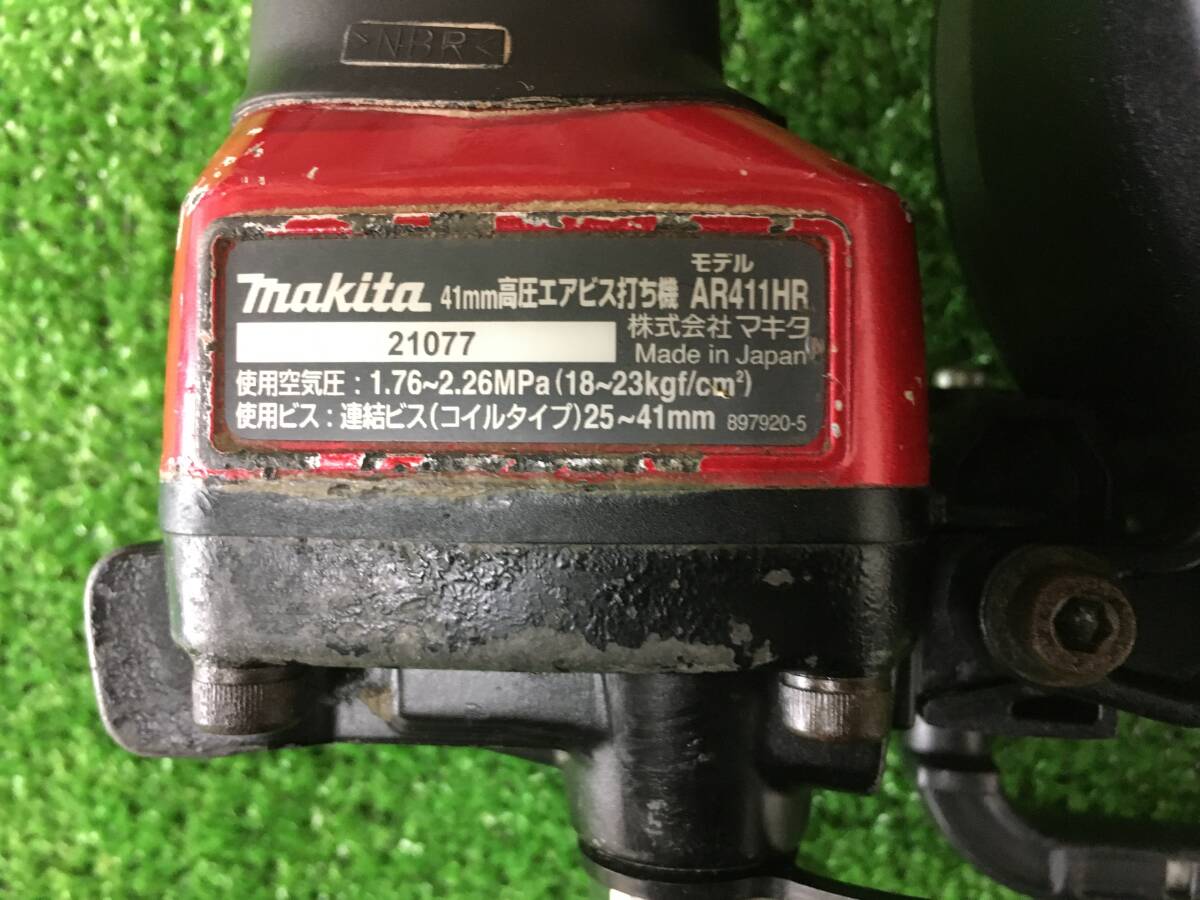 >NBR<
モデル
makita 41mm高圧エアビス打ち機 AR411HR
21077 株式会社マキタ
Made in Japan
使用空気圧：1.76~2.26MPa(18~23kgf/cm²)
使用ビス：連結ビス(コイルタイプ)25~41mm 897920-5